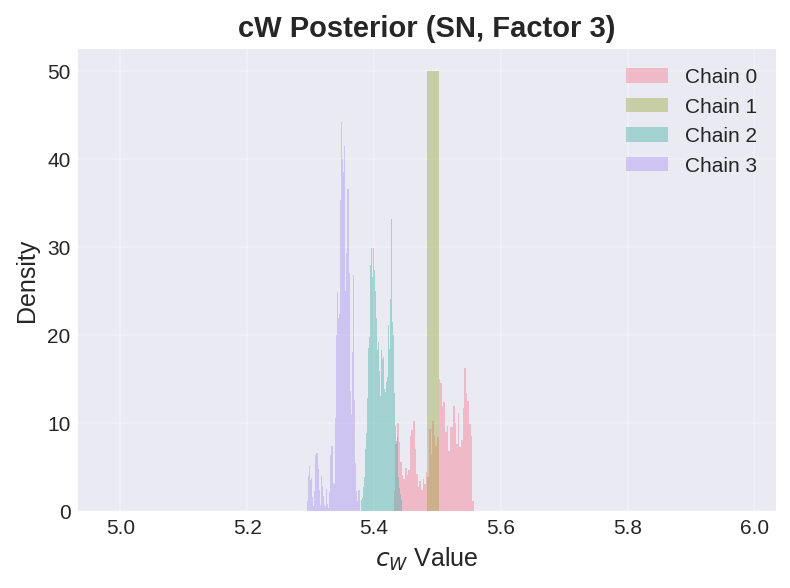 cW Posterior (SN, Factor 3)
Chain 0
Chain 1
Chain 2
Chain 3
Density
50
40
30
20
10
0
5.0 5.2 5.4 5.6 5.8 6.0
c_W Value